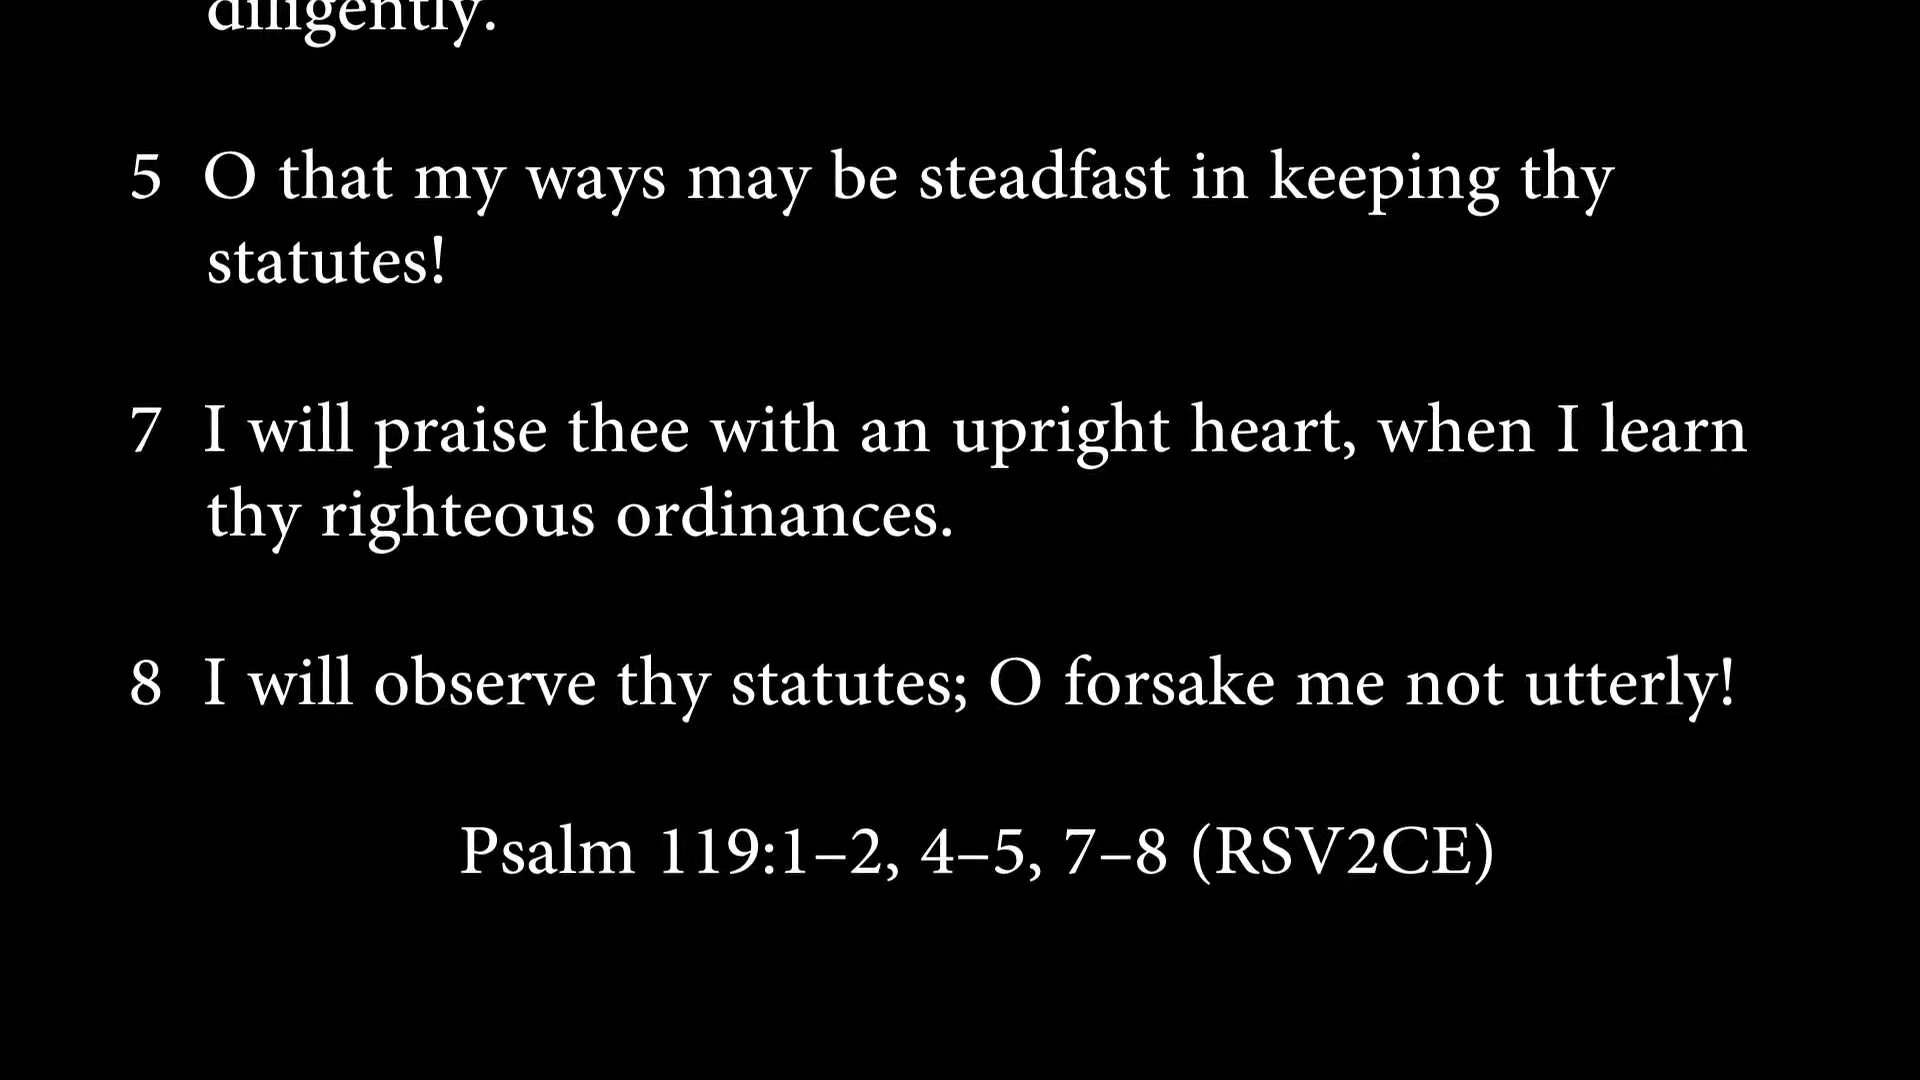 diligently.
5 O that my ways may be steadfast in keeping thy
statutes!
7 I will praise thee with an upright heart, when I learn
thy righteous ordinances.
8 I will observe thy statutes; O forsake me not utterly!
Psalm 119:1–2, 4–5, 7–8 (RSV2CE)